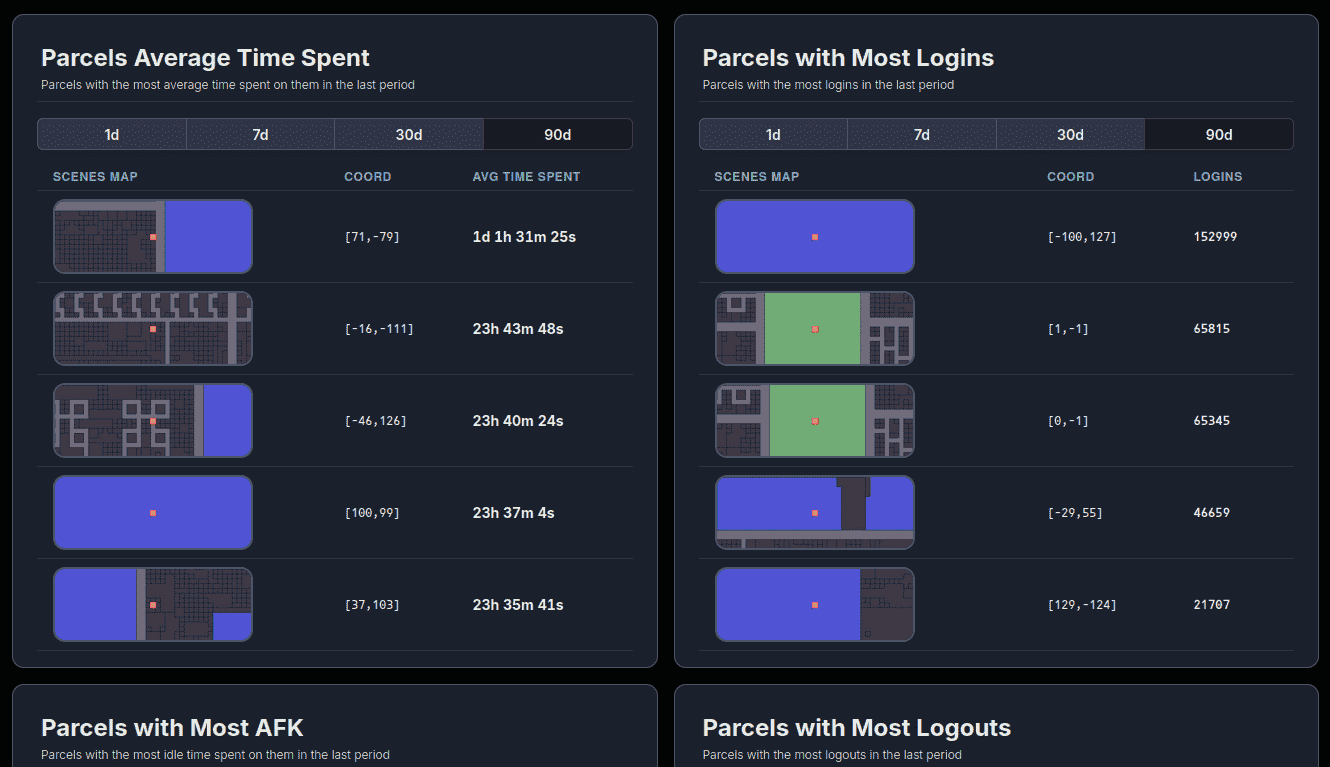 Parcels Average Time Spent
Parcels with the most average time spent on them in the last period
1d 7d 30d 90d
SCENES MAP COORD AVG TIME SPENT
[71,-79] 1d 1h 31m 25s
[-16,-111] 23h 43m 48s
[-46,126] 23h 40m 24s
[100,99] 23h 37m 4s
[37,103] 23h 35m 41s
Parcels with Most Logins
Parcels with the most logins in the last period
1d 7d 30d 90d
SCENES MAP COORD LOGINS
[-100,127] 152999
[1,-1] 65815
[0,-1] 65345
[-29,55] 46659
[129,-124] 21707
Parcels with Most AFK
Parcels with the most idle time spent on them in the last period
Parcels with Most Logouts
Parcels with the most logouts in the last period